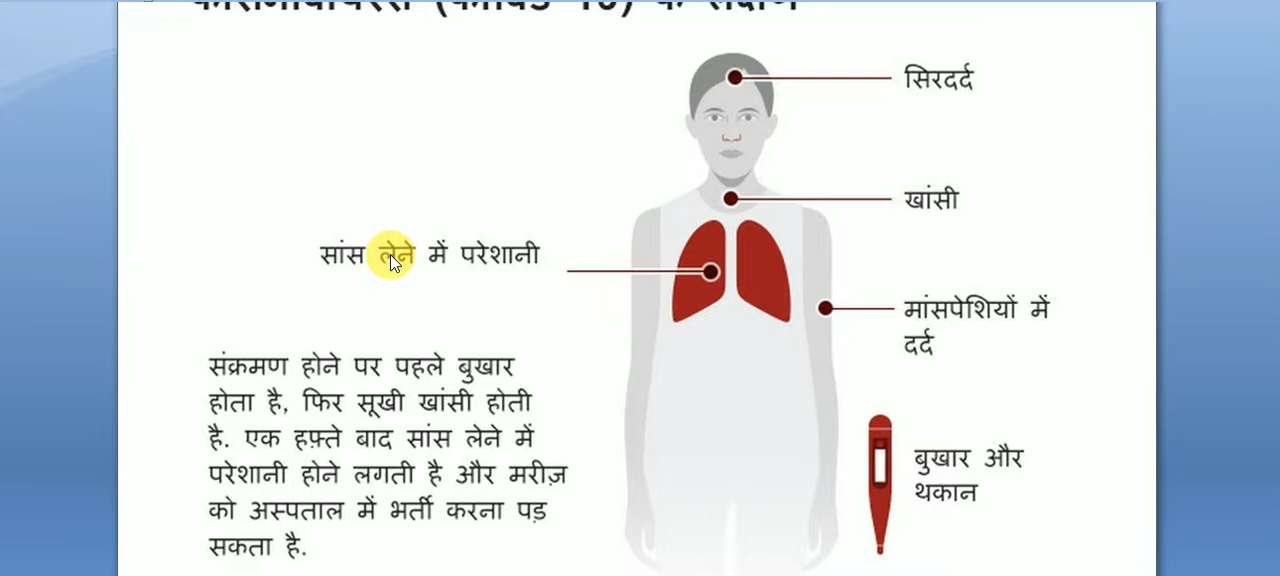 सिरदर्द
खांसी
सांस लेने में परेशानी
मांसपेशियों में
दर्द
संक्रमण होने पर पहले बुखार
होता है, फिर सूखी खांसी होती
है. एक हफ़्ते बाद सांस लेने में
परेशानी होने लगती है और मरीज़
को अस्पताल में भर्ती करना पड़
सकता है.
बुखार और
थकान